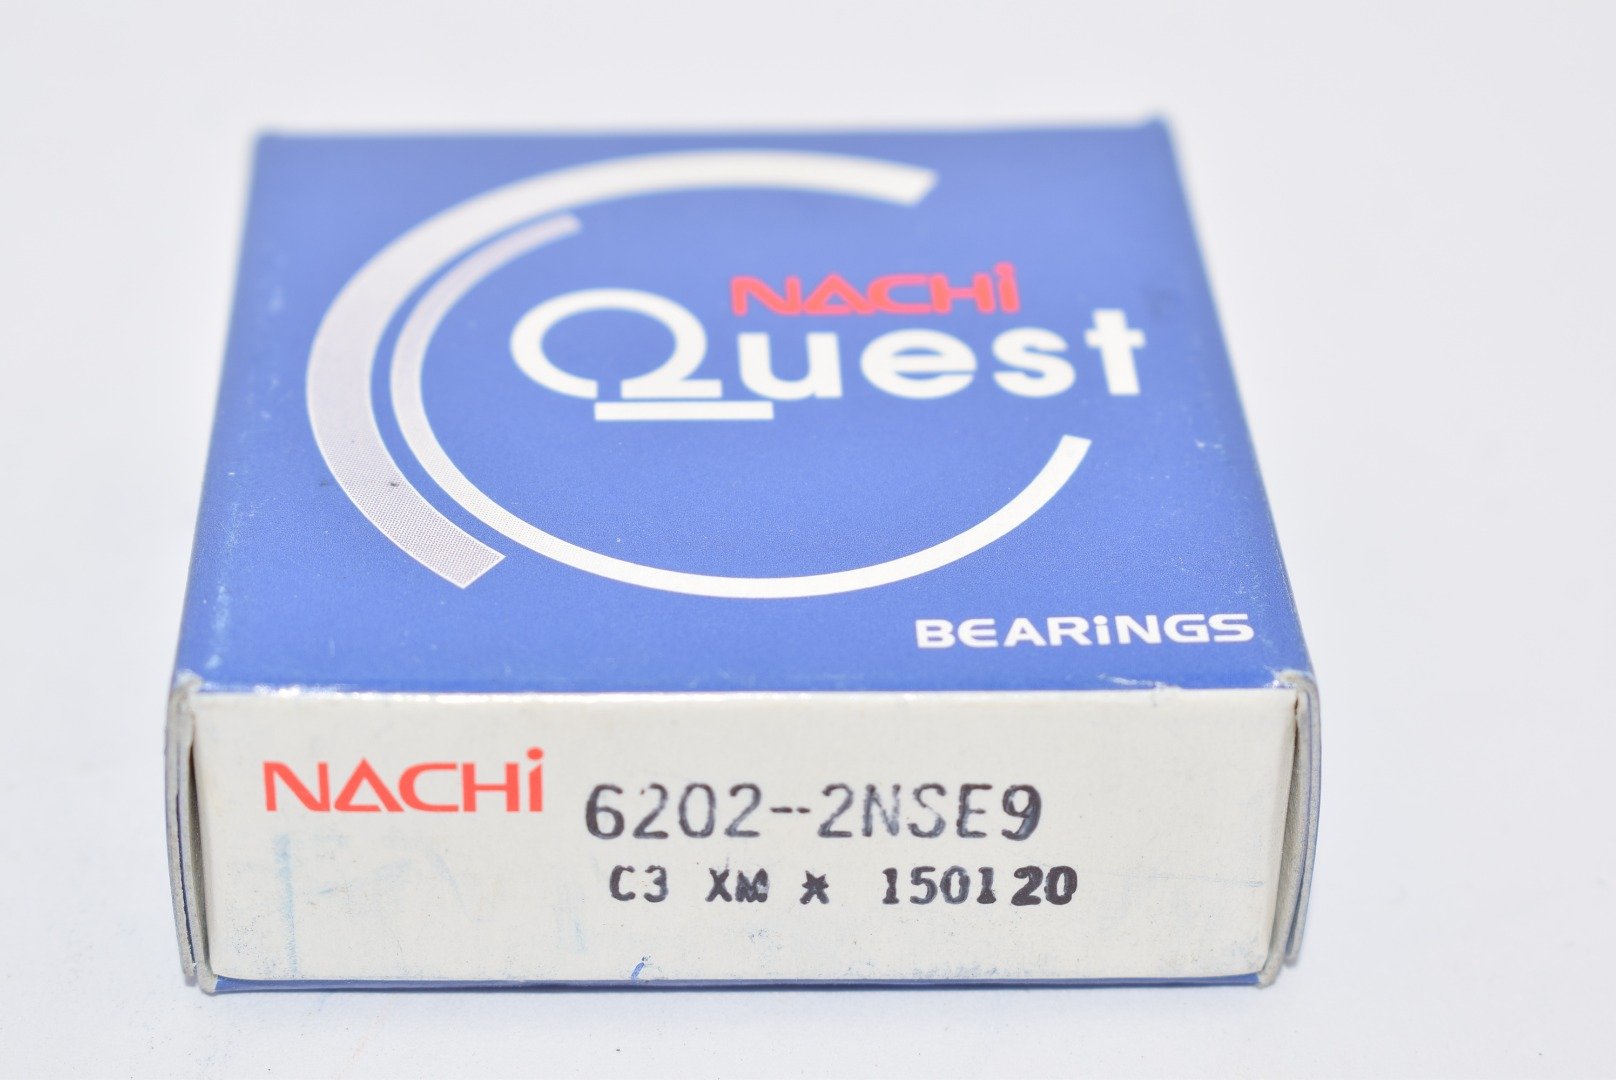 NACHi
Quest
BEARiNGS
NACHi 6202-2NSE9
C3 XM * 150120